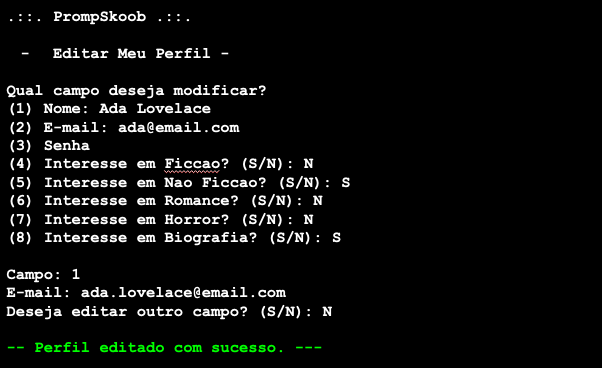 .::. PrompSkoob .::.
- Editar Meu Perfil -
Qual campo deseja modificar?
(1) Nome: Ada Lovelace
(2) E-mail: ada@email.com
(3) Senha
(4) Interesse em Ficcao? (S/N): N
(5) Interesse em Nao Ficcao? (S/N): S
(6) Interesse em Romance? (S/N): N
(7) Interesse em Horror? (S/N): N
(8) Interesse em Biografia? (S/N): S
Campo: 1
E-mail: ada.lovelace@email.com
Deseja editar outro campo? (S/N): N
-- Perfil editado com sucesso. ---